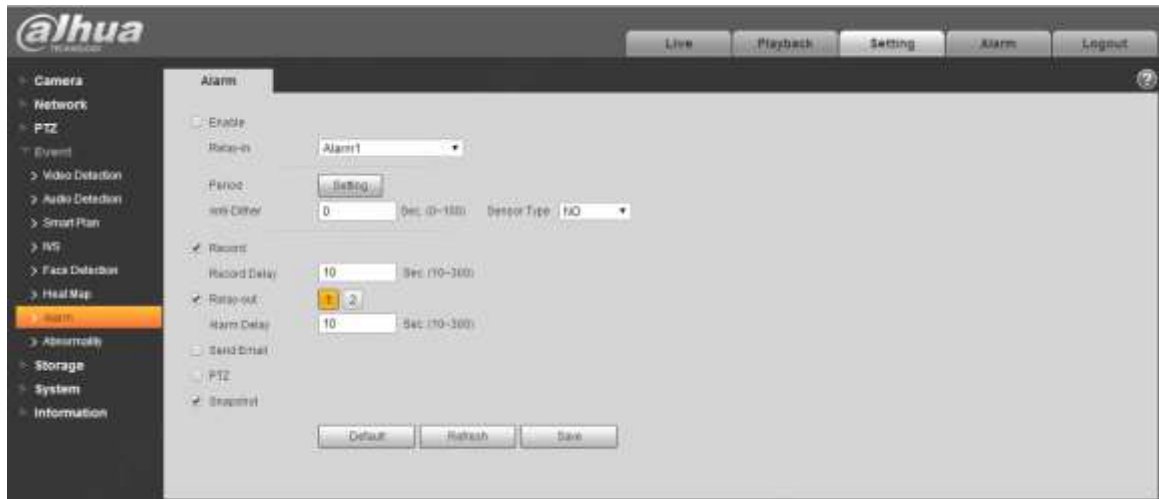 alhua
TECHNOLOGY
Live Playback Setting Alarm Logout
Camera
Network
PTZ
Event
Video Detection
Audio Detection
Smart Plan
IVS
Face Detection
Heat Map
Alarm
Abnormality
Storage
System
Information
Alarm
Enable
Relay-in Alarm1
Period Setting
Anti-Dither 0 Sec. (0~100) Sensor Type NO
Record
Record Delay 10 Sec. (10~300)
Relay-out 1 2
Alarm Delay 10 Sec. (10~300)
Send Email
PTZ
Snapshot
Default Refresh Save